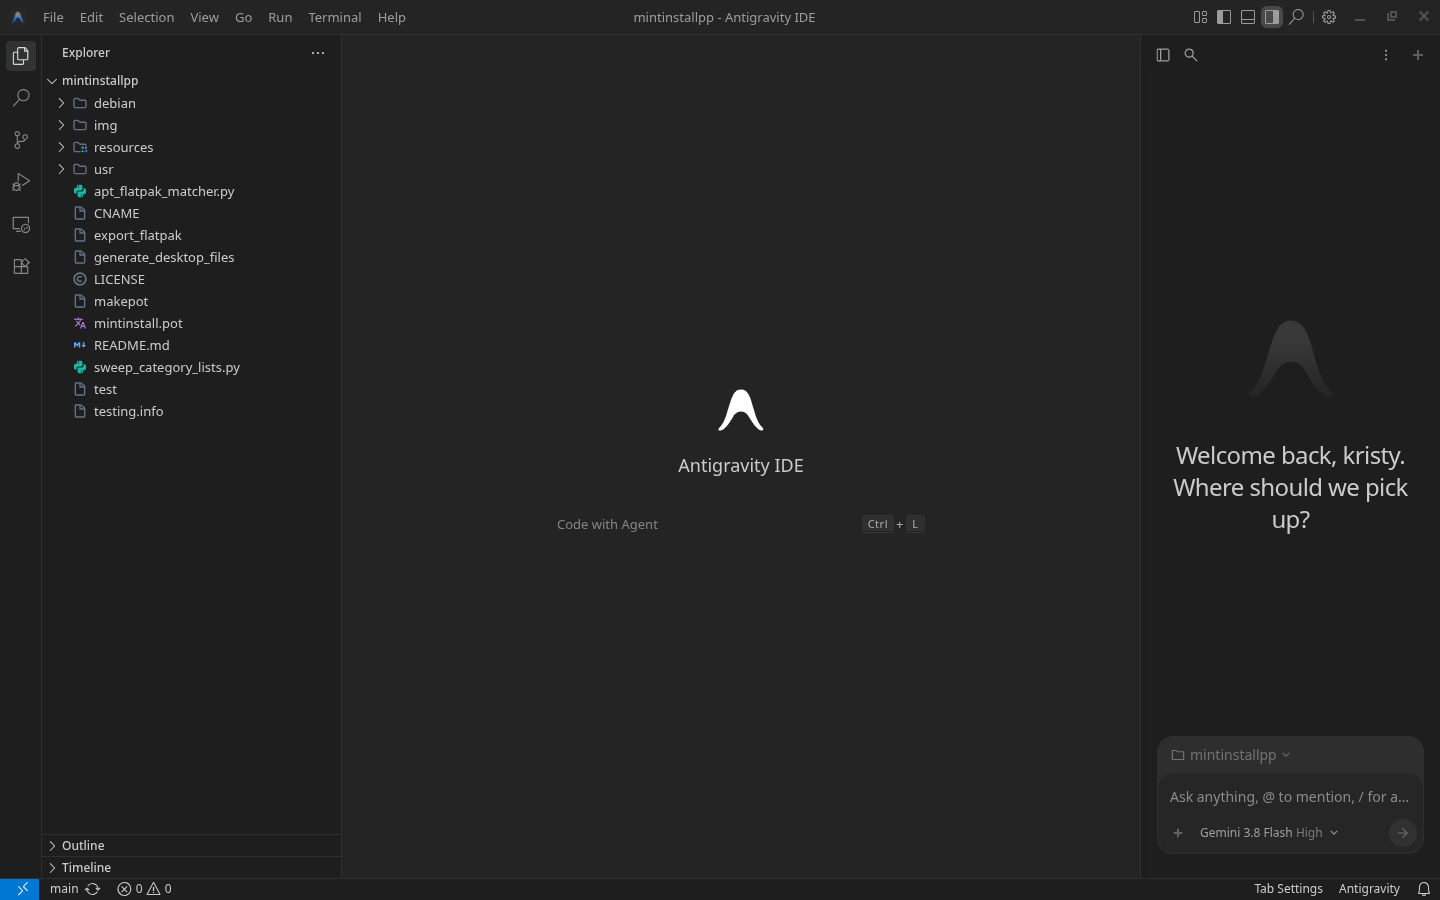 File Edit Selection View Go Run Terminal Help
mintinstallpp - Antigravity IDE
Explorer
mintinstallpp
debian
img
resources
usr
apt_flatpak_matcher.py
CNAME
export_flatpak
generate_desktop_files
LICENSE
makepot
mintinstall.pot
README.md
sweep_category_lists.py
test
testing.info
Outline
Timeline
Antigravity IDE
Code with Agent Ctrl + L
Welcome back, kristy.
Where should we pick
up?
mintinstallpp
Ask anything, @ to mention, / for a...
Gemini 3.8 Flash High
main 0 0
Tab Settings Antigravity